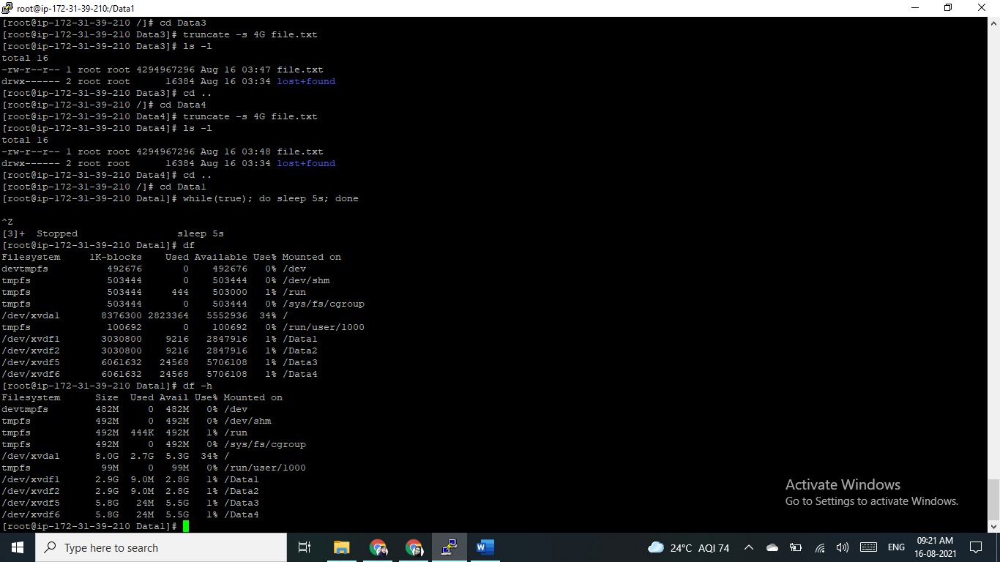 root@ip-172-31-39-210:/Data1
[root@ip-172-31-39-210 /]# cd Data3
[root@ip-172-31-39-210 Data3]# truncate -s 4G file.txt
[root@ip-172-31-39-210 Data3]# ls -l
total 16
-rw-r--r-- 1 root root 4294967296 Aug 16 03:47 file.txt
drwx------ 2 root root      16384 Aug 16 03:34 lost+found
[root@ip-172-31-39-210 Data3]# cd ..
[root@ip-172-31-39-210 /]# cd Data4
[root@ip-172-31-39-210 Data4]# truncate -s 4G file.txt
[root@ip-172-31-39-210 Data4]# ls -l
total 16
-rw-r--r-- 1 root root 4294967296 Aug 16 03:48 file.txt
drwx------ 2 root root      16384 Aug 16 03:34 lost+found
[root@ip-172-31-39-210 Data4]# cd ..
[root@ip-172-31-39-210 /]# cd Data1
[root@ip-172-31-39-210 Data1]# while(true); do sleep 5s; done
^Z
[3]+  Stopped                 sleep 5s
[root@ip-172-31-39-210 Data1]# df
Filesystem     1K-blocks    Used Available Use% Mounted on
devtmpfs          492676       0    492676   0% /dev
tmpfs             503444       0    503444   0% /dev/shm
tmpfs             503444     444    503000   1% /run
tmpfs             503444       0    503444   0% /sys/fs/cgroup
/dev/xvda1       8376300 2823364   5552936  34% /
tmpfs             100692       0    100692   0% /run/user/1000
/dev/xvdf1       3030800    9216   2847916   1% /Data1
/dev/xvdf2       3030800    9216   2847916   1% /Data2
/dev/xvdf5       6061632   24568   5706108   1% /Data3
/dev/xvdf6       6061632   24568   5706108   1% /Data4
[root@ip-172-31-39-210 Data1]# df -h
Filesystem      Size  Used Avail Use% Mounted on
devtmpfs        482M     0  482M   0% /dev
tmpfs           492M     0  492M   0% /dev/shm
tmpfs           492M  444K  492M   1% /run
tmpfs           492M     0  492M   0% /sys/fs/cgroup
/dev/xvda1      8.0G  2.7G  5.3G  34% /
tmpfs            99M     0   99M   0% /run/user/1000
/dev/xvdf1      2.9G  9.0M  2.8G   1% /Data1
/dev/xvdf2      2.9G  9.0M  2.8G   1% /Data2
/dev/xvdf5      5.8G   24M  5.5G   1% /Data3
/dev/xvdf6      5.8G   24M  5.5G   1% /Data4
[root@ip-172-31-39-210 Data1]#
Activate Windows
Go to Settings to activate Windows.
Type here to search
W
24°C AQI 74
ENG
09:21 AM
16-08-2021